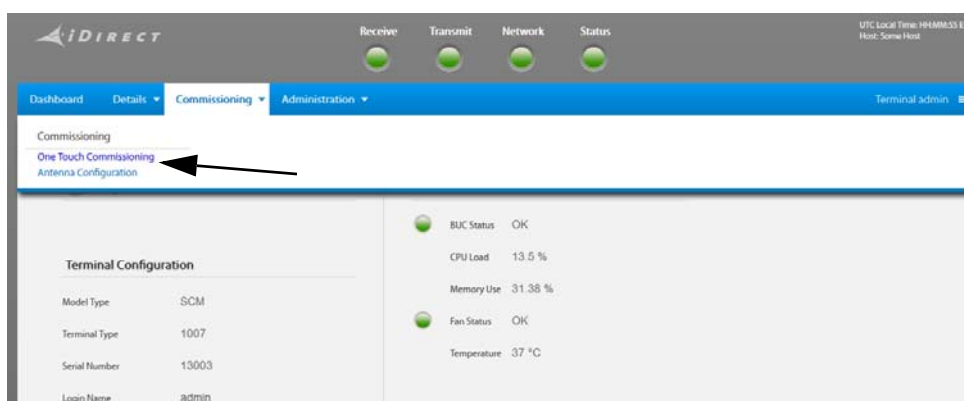 iDIRECT
Receive Transmit Network Status
UTC Local Time: HH:MM:SS
Host: Some Host
Dashboard Details Commissioning Administration Terminal admin
Commissioning
One Touch Commissioning
Antenna Configuration
BUC Status OK
Terminal Configuration
CPU Load 13.5 %
Memory Use 31.38 %
Model Type SCM
Fan Status OK
Terminal Type 1007
Temperature 37 °C
Serial Number 13003
Login Name admin